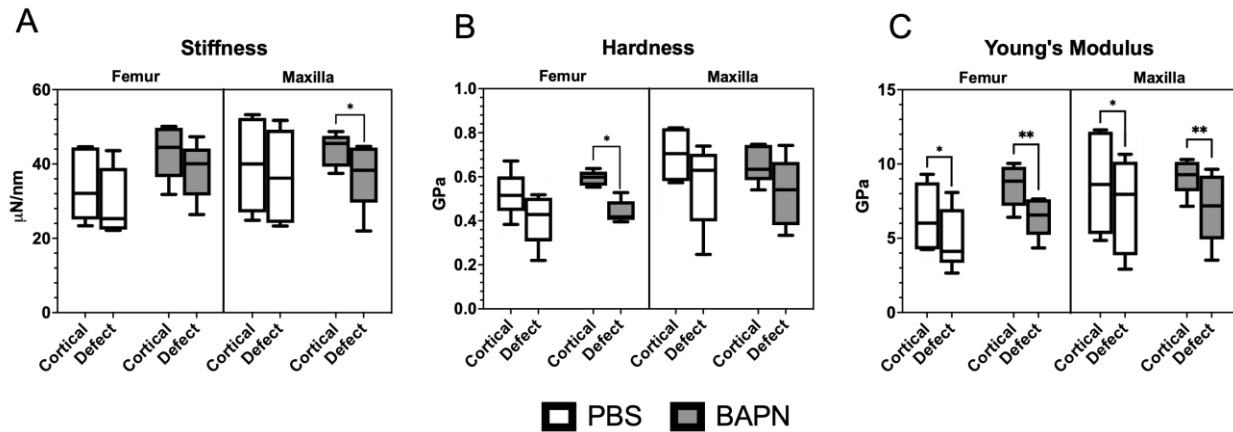 A
Stiffness
Femur
Maxilla
μN/nm
60
40
20
0
*
Cortical
Defect
Cortical
Defect
Cortical
Defect
Cortical
Defect
B
Hardness
Femur
Maxilla
GPa
1.0
0.8
0.6
0.4
0.2
0.0
*
Cortical
Defect
Cortical
Defect
Cortical
Defect
Cortical
Defect
C
Young's Modulus
Femur
Maxilla
GPa
15
10
5
0
*
**
*
**
Cortical
Defect
Cortical
Defect
Cortical
Defect
Cortical
Defect
PBS
BAPN